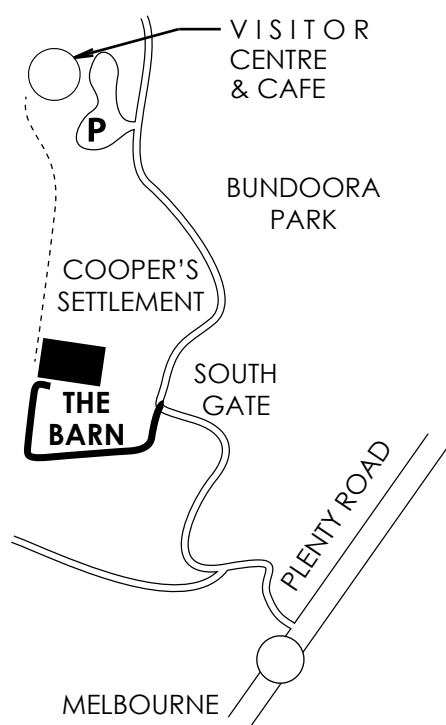 VISITOR
CENTRE
& CAFE
P
BUNDOORA
PARK
COOPER'S
SETTLEMENT
SOUTH
GATE
THE
BARN
PLENTY ROAD
MELBOURNE